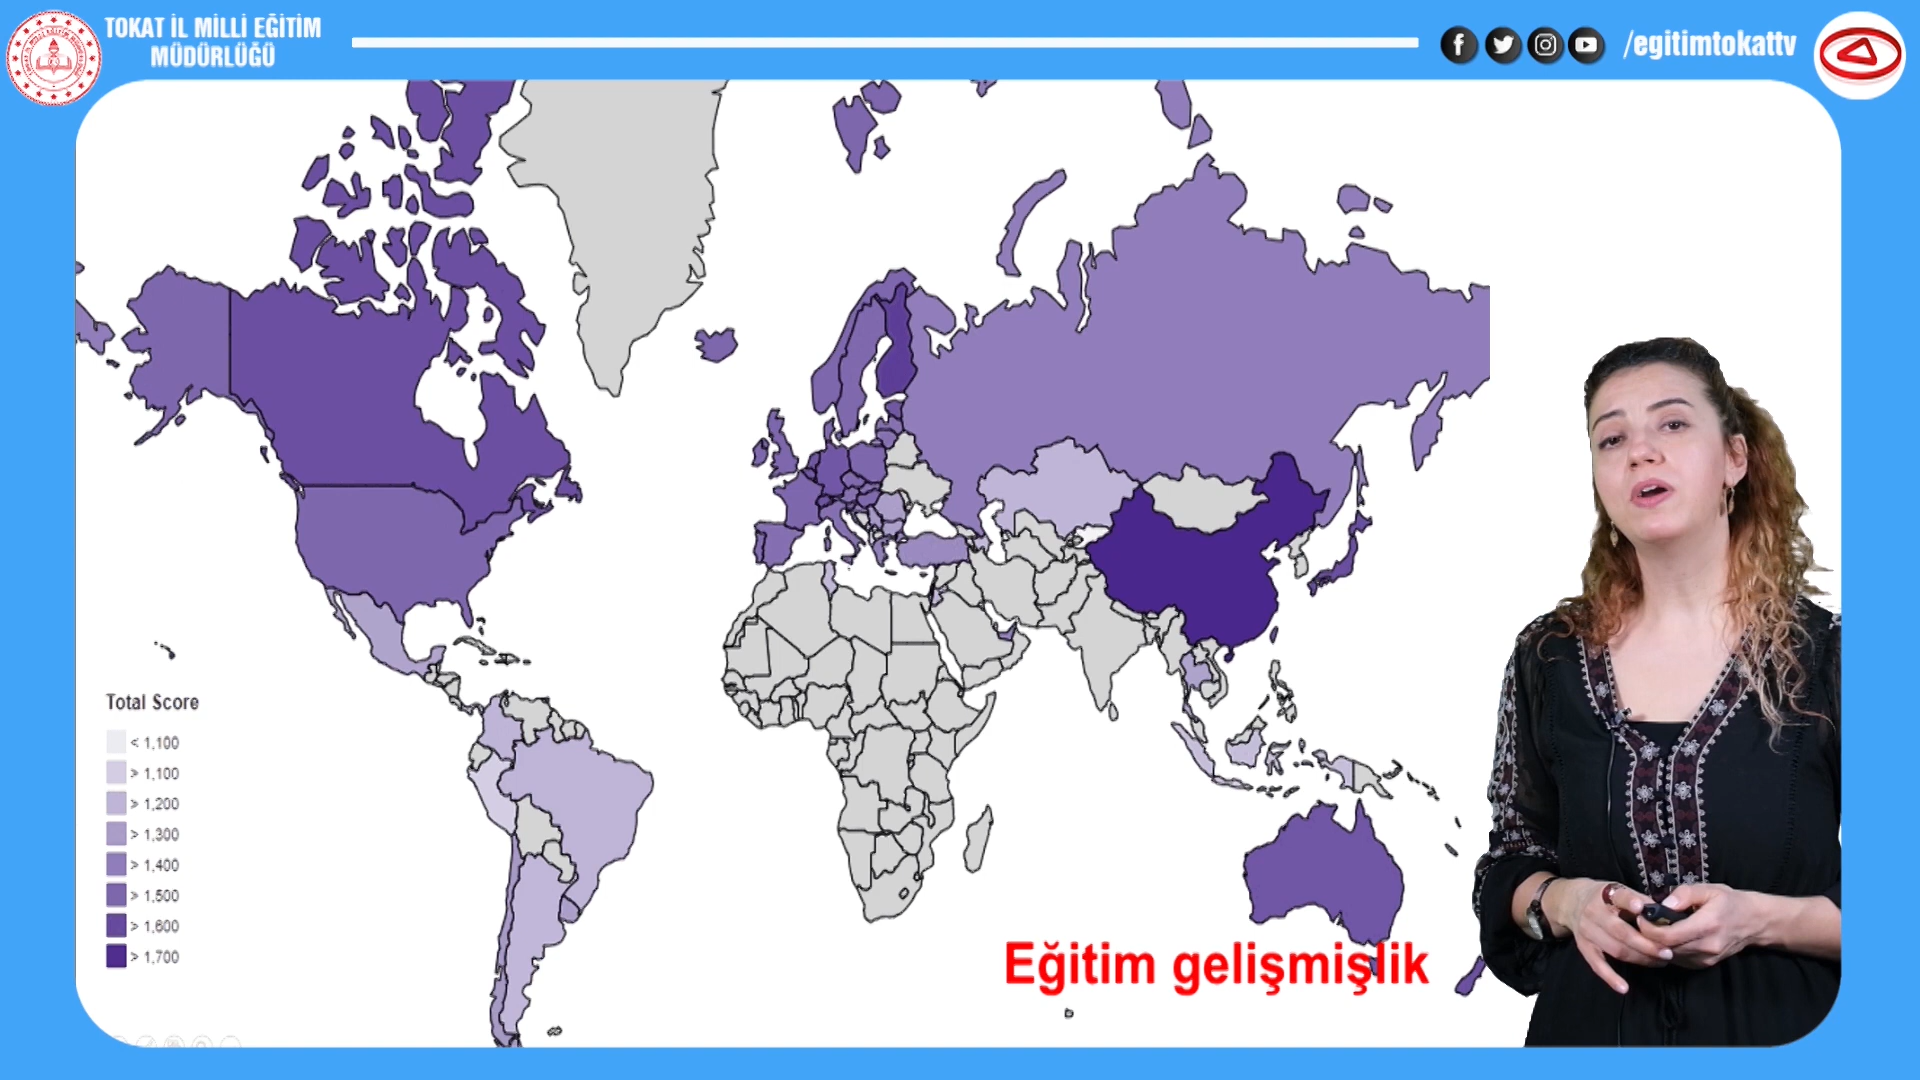 TOKAT İL MİLLİ EĞİTİM
MÜDÜRLÜĞÜ
/egitimtokattv
Total Score
< 1,100
> 1,100
> 1,200
> 1,300
> 1,400
> 1,500
> 1,600
> 1,700
Eğitim gelişmişlik